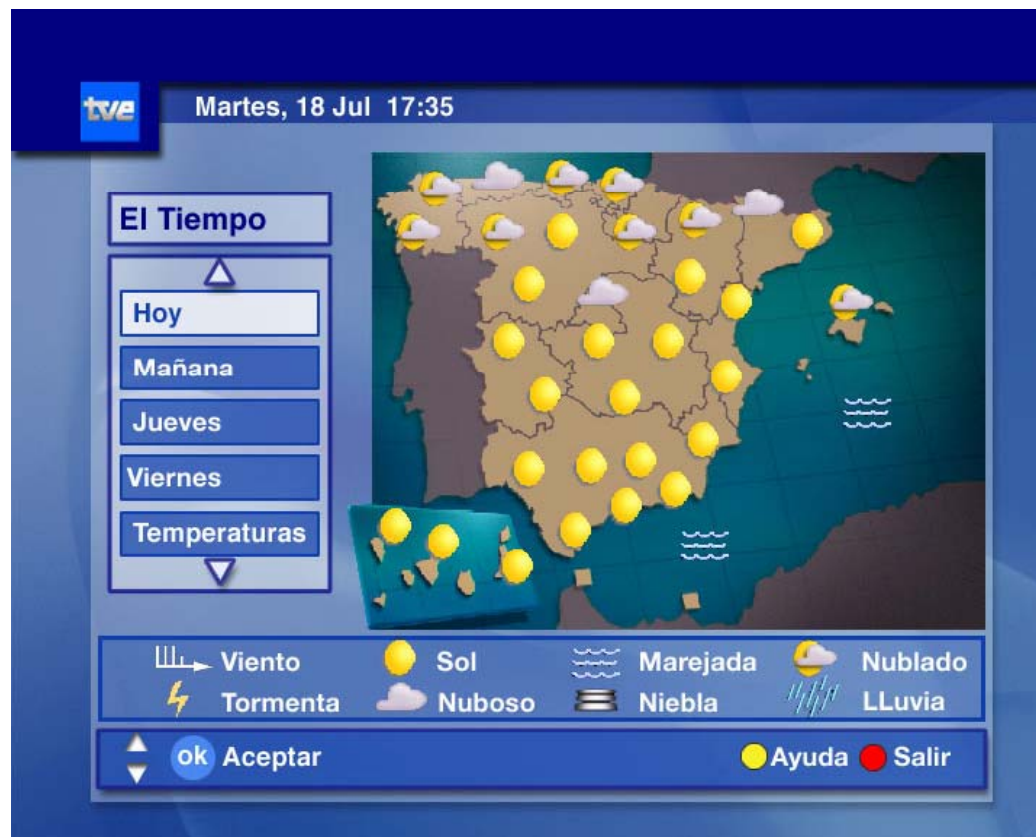 tve
Martes, 18 Jul 17:35
El Tiempo
Hoy
Mañana
Jueves
Viernes
Temperaturas
Viento
Sol
Marejada
Nublado
Tormenta
Nuboso
Niebla
LLuvia
ok Aceptar
Ayuda
Salir